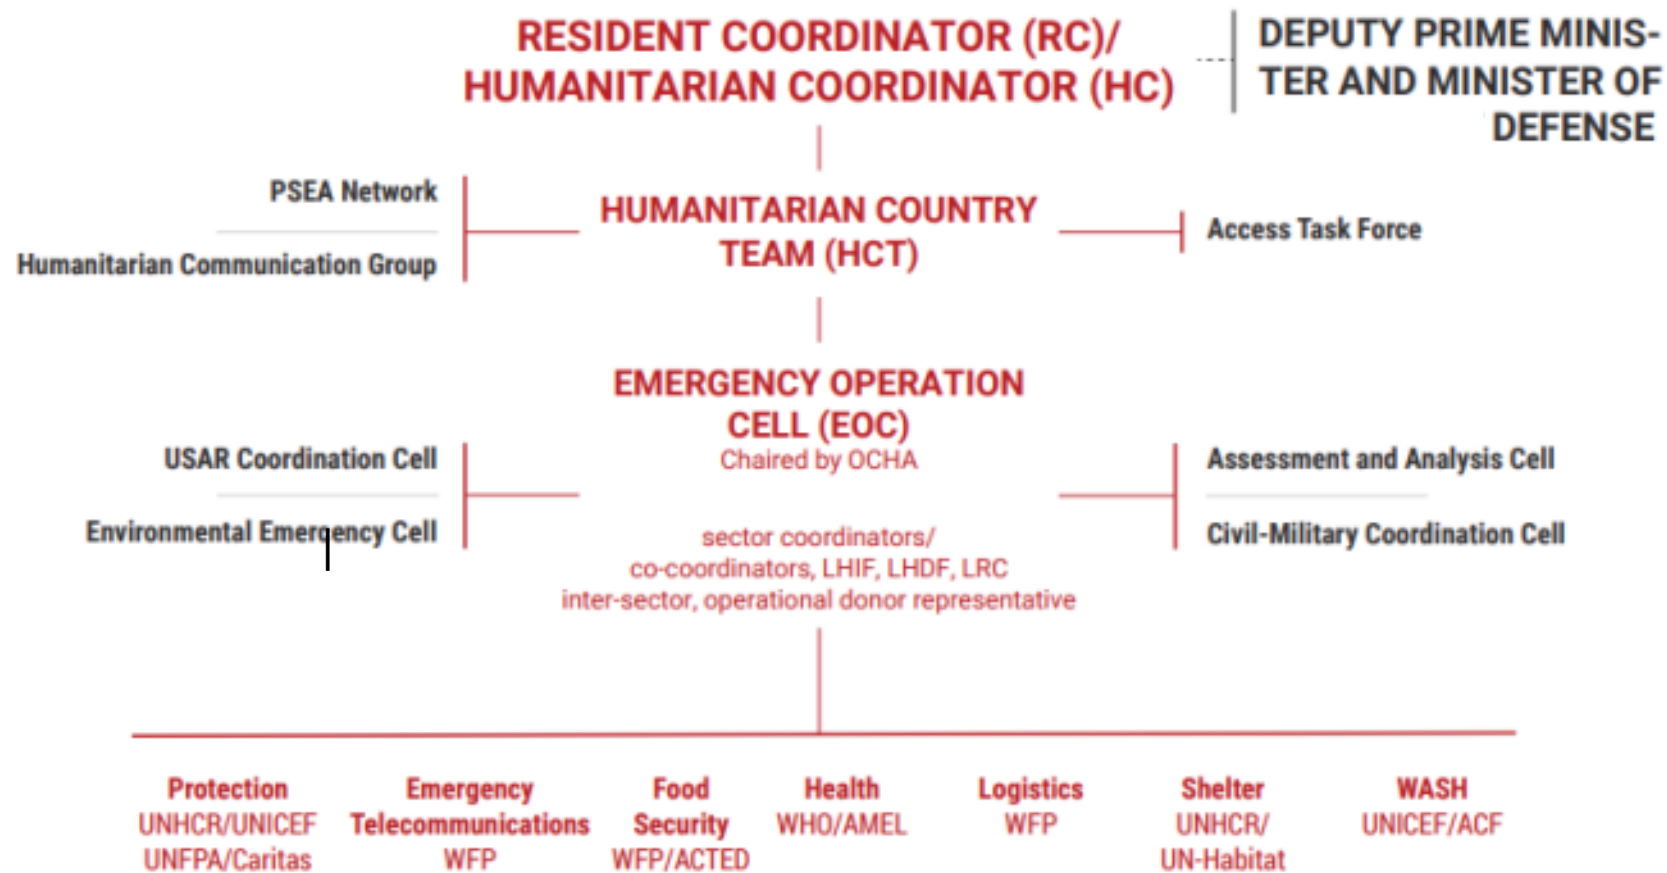 RESIDENT COORDINATOR (RC)/
HUMANITARIAN COORDINATOR (HC)
DEPUTY PRIME MINIS-
TER AND MINISTER OF
DEFENSE
PSEA Network
Humanitarian Communication Group
HUMANITARIAN COUNTRY
TEAM (HCT)
Access Task Force
EMERGENCY OPERATION
CELL (EOC)
Chaired by OCHA
USAR Coordination Cell
Environmental Emergency Cell
Assessment and Analysis Cell
Civil-Military Coordination Cell
sector coordinators/
co-coordinators, LHIF, LHDF, LRC
inter-sector, operational donor representative
Protection
UNHCR/UNICEF
UNFPA/Caritas
Emergency
Telecommunications
WFP
Food
Security
WFP/ACTED
Health
WHO/AMEL
Logistics
WFP
Shelter
UNHCR/
UN-Habitat
WASH
UNICEF/ACF